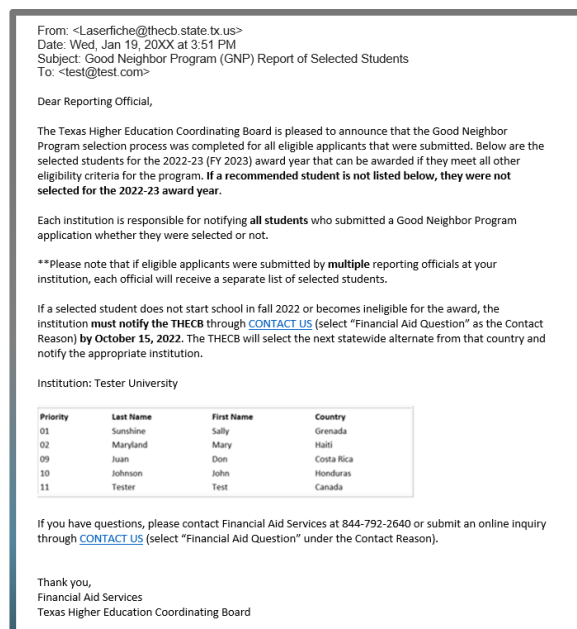 From: <Laserfiche@thecb.state.tx.us>
Date: Wed, Jan 19, 20XX at 3:51 PM
Subject: Good Neighbor Program (GNP) Report of Selected Students
To: <test@test.com>
Dear Reporting Official,
The Texas Higher Education Coordinating Board is pleased to announce that the Good Neighbor
Program selection process was completed for all eligible applicants that were submitted. Below are the
selected students for the 2022-23 (FY 2023) award year that can be awarded if they meet all other
eligibility criteria for the program. If a recommended student is not listed below, they were not
selected for the 2022-23 award year.
Each institution is responsible for notifying all students who submitted a Good Neighbor Program
application whether they were selected or not.
**Please note that if eligible applicants were submitted by multiple reporting officials at your
institution, each official will receive a separate list of selected students.
If a selected student does not start school in fall 2022 or becomes ineligible for the award, the
institution must notify the THECB through CONTACT US (select “Financial Aid Question” as the Contact
Reason) by October 15, 2022. The THECB will select the next statewide alternate from that country and
notify the appropriate institution.
Institution: Tester University
Priority Last Name First Name Country
01 Sunshine Sally Grenada
02 Maryland Mary Haiti
09 Juan Don Costa Rica
10 Johnson John Honduras
11 Tester Test Canada
If you have questions, please contact Financial Aid Services at 844-792-2640 or submit an online inquiry
through CONTACT US (select “Financial Aid Question” under the Contact Reason).
Thank you,
Financial Aid Services
Texas Higher Education Coordinating Board